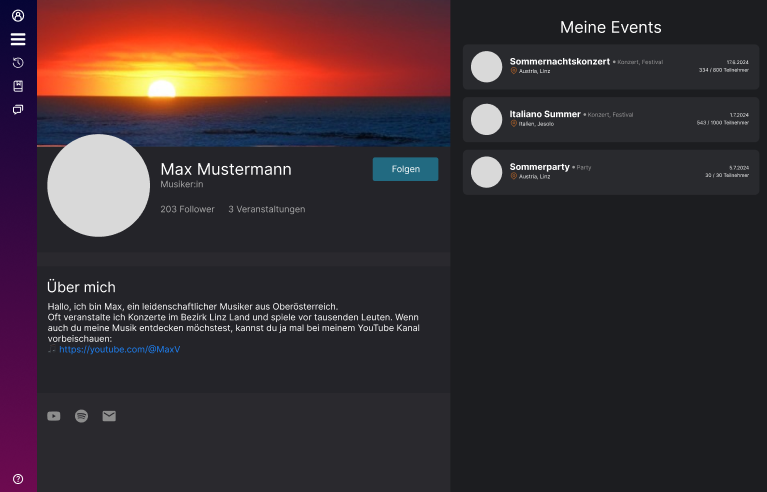 Max Mustermann
Musiker:in
Folgen
203 Follower 3 Veranstaltungen
Über mich
Hallo, ich bin Max, ein leidenschaftlicher Musiker aus Oberösterreich.
Oft veranstalte ich Konzerte im Bezirk Linz Land und spiele vor tausenden Leuten. Wenn
auch du meine Musik entdecken möchstest, kannst du ja mal bei meinem YouTube Kanal
vorbeischauen:
https://youtube.com/@MaxV
Meine Events
Sommernachtskonzert • Konzert, Festival
Austria, Linz
17.6.2024
334 / 800 Teilnehmer
Italiano Summer • Konzert, Festival
Italien, Jesolo
1.7.2024
543 / 1000 Teilnehmer
Sommerparty • Party
Austria, Linz
5.7.2024
30 / 30 Teilnehmer